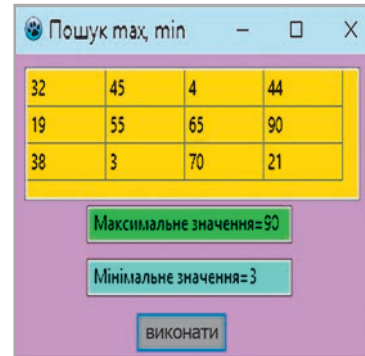 Пошук max, min
32 45 4 44
19 55 65 90
38 3 70 21
Максимальне значення=90
Мінімальне значення=3
виконати